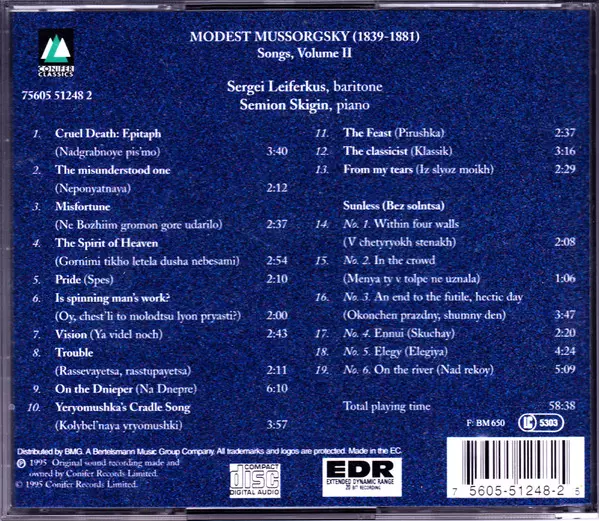 CONIFER
CLASSICS
75605 51248 2
MODEST MUSSORGSKY (1839-1881)
Songs, Volume II
Sergei Leiferkus, baritone
Semion Skigin, piano
1. Cruel Death: Epitaph
(Nadgrabnoye pis'mo) 3:40
2. The misunderstood one
(Neponyatnaya) 2:12
3. Misfortune
(Ne Bozhiim gromon gore udarilo) 2:37
4. The Spirit of Heaven
(Gornimi tikho letela dusha nebesami) 2:54
5. Pride (Spes) 2:10
6. Is spinning man's work?
(Oy, chest'li to molodtsu lyon pryasti?) 2:00
7. Vision (Ya videl noch) 2:43
8. Trouble
(Rassevayetsa, rasstupayetsa) 2:11
9. On the Dnieper (Na Dnepre) 6:10
10. Yeryomushka's Cradle Song
(Kolybel'naya yryomushki) 3:57
11. The Feast (Pirushka) 2:37
12. The classicist (Klassik) 3:16
13. From my tears (Iz slyoz moikh) 2:29
Sunless (Bez solntsa)
14. No. 1. Within four walls
(V chetyryokh stenakh) 2:08
15. No. 2. In the crowd
(Menya ty v tolpe ne uznala) 1:06
16. No. 3. An end to the futile, hectic day
(Okonchen prazdny, shumny den) 3:47
17. No. 4. Ennui (Skuchay) 2:20
18. No. 5. Elegy (Elegiya) 4:24
19. No. 6. On the river (Nad rekoy) 5:09
Total playing time 58:38
F: BM 650 LC 5303
Distributed by BMG. A Bertelsmann Music Group Company. All trademarks and logos are protected. Made in the EC.
℗ 1995 Original sound recording made and
owned by Conifer Records Limited.
© 1995 Conifer Records Limited.
COMPACT
disc
DIGITAL AUDIO
EDR
EXTENDED DYNAMIC RANGE
20 BIT RECORDING
7 5605-51248-2 5